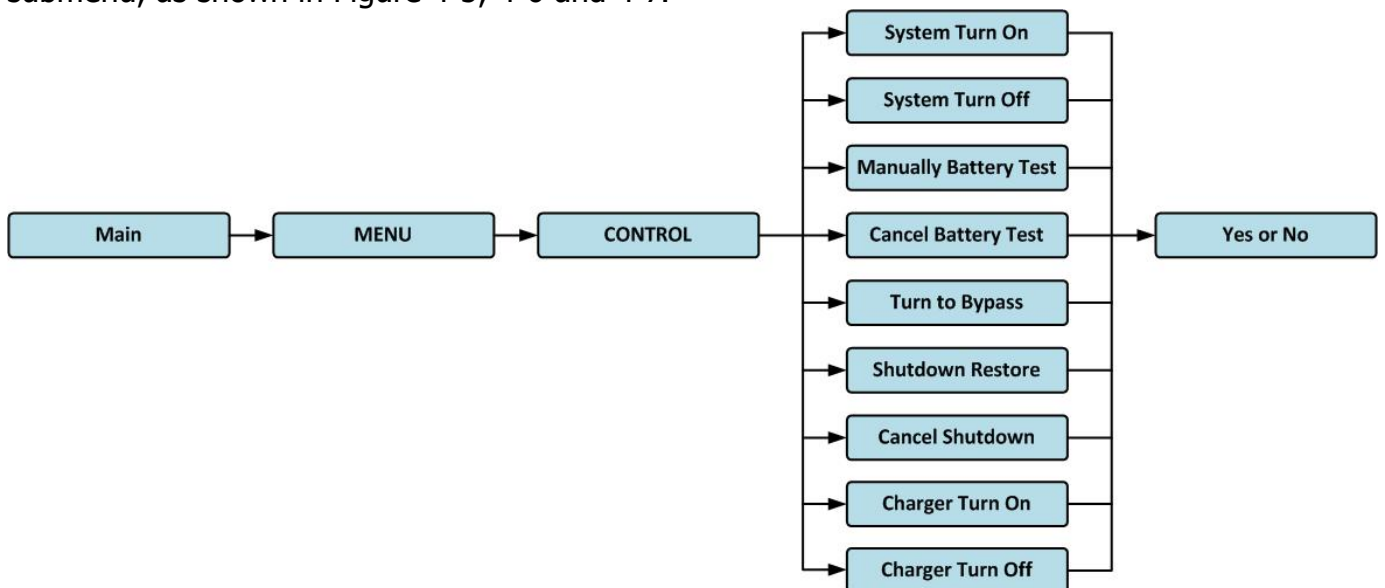 submenu, as shown in Figure 4-5, 4-6 and 4-7.
System Turn On
System Turn Off
Manually Battery Test
Main
MENU
CONTROL
Cancel Battery Test
Yes or No
Turn to Bypass
Shutdown Restore
Cancel Shutdown
Charger Turn On
Charger Turn Off